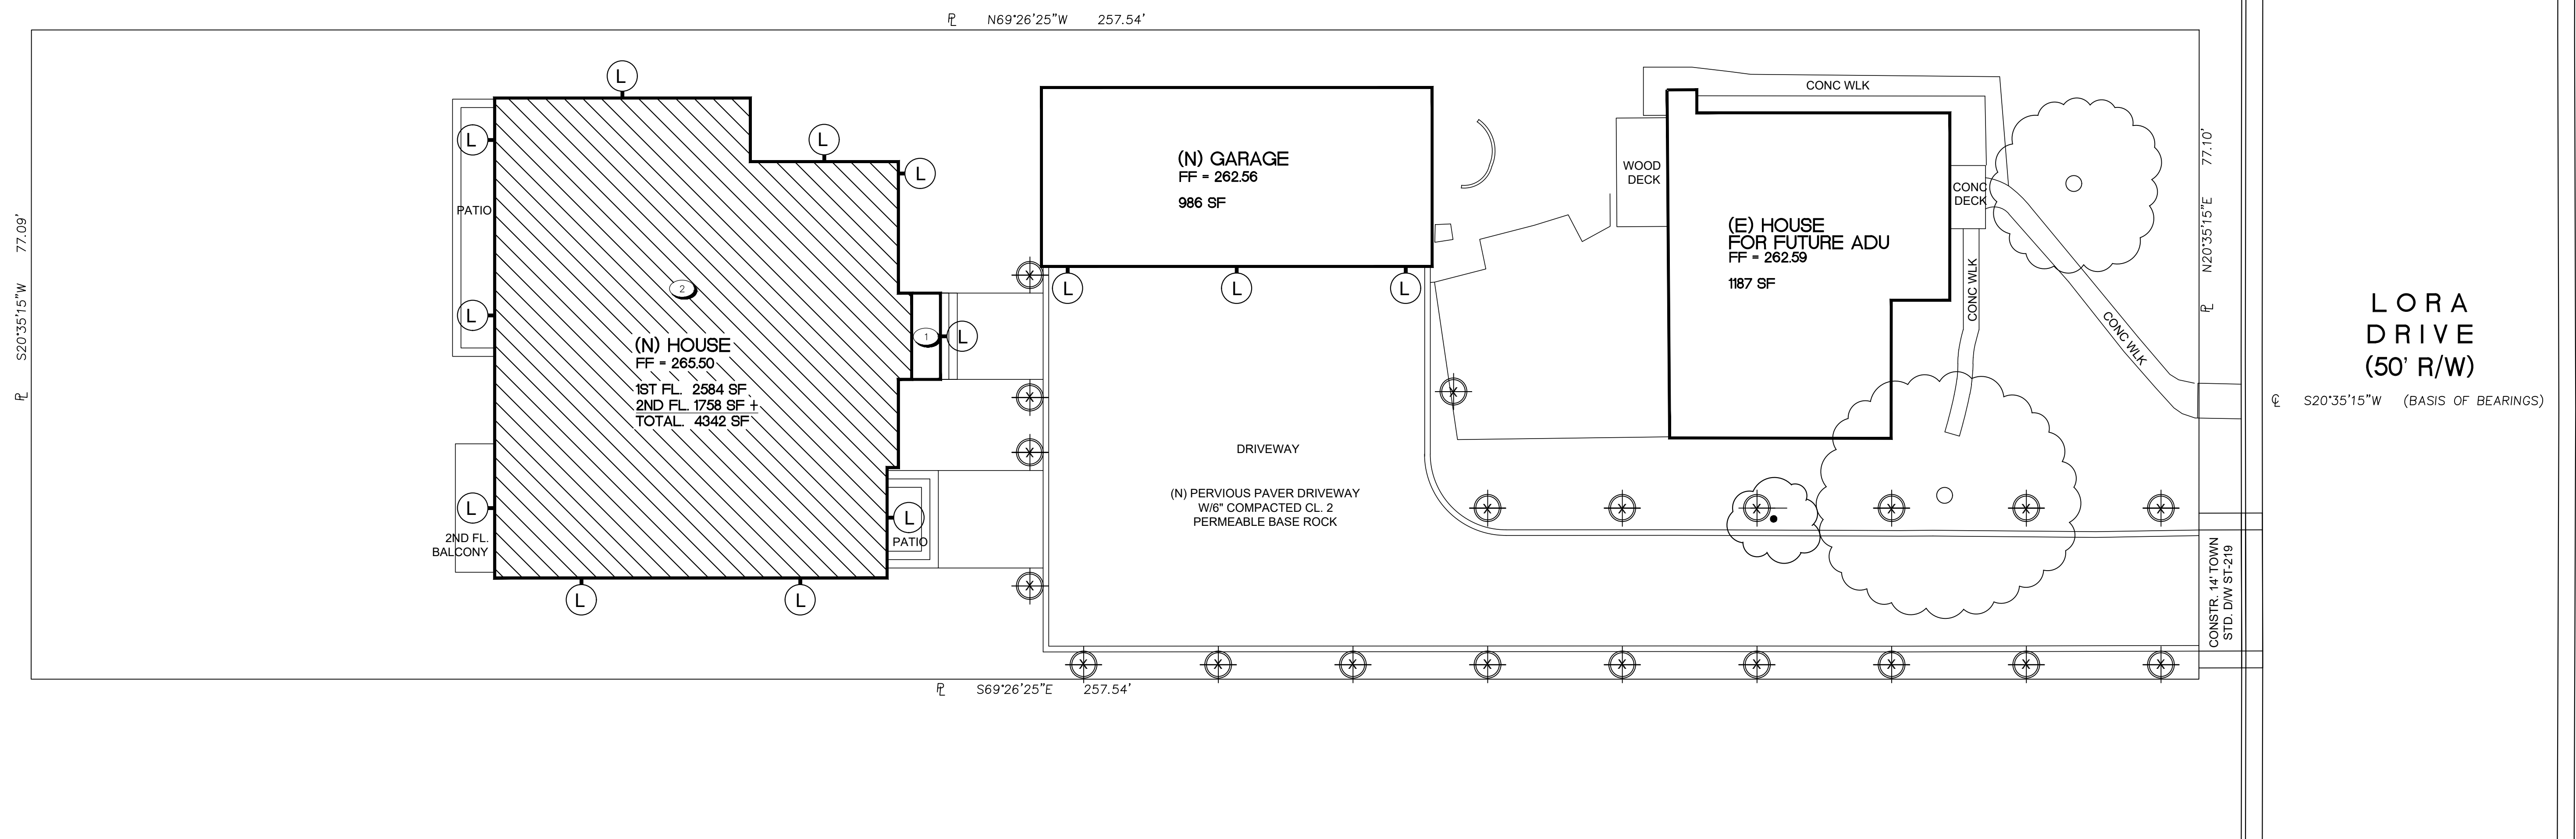 PL N69°26'25"W 257.54'
L
L
L
L
L
L
L
L
L
L
L
L
L
L
PATIO
2
(N) HOUSE
FF = 265.50
1ST FL. 2584 SF
2ND FL. 1758 SF +
TOTAL. 4342 SF
1
2ND FL.
BALCONY
PATIO
(N) GARAGE
FF = 262.56
986 SF
DRIVEWAY
(N) PERVIOUS PAVER DRIVEWAY
W/6" COMPACTED CL. 2
PERMEABLE BASE ROCK
WOOD
DECK
(E) HOUSE
FOR FUTURE ADU
FF = 262.59
1187 SF
CONC WLK
CONC
DECK
CONC WLK
CONC WLK
PL S20°35'15"W 77.09'
PL N20°35'15"E 77.10'
CONSTR. 14' TOWN
STD. D/W ST-219
PL S69°26'25"E 257.54'
LORA
DRIVE
(50' R/W)
CL S20°35'15"W (BASIS OF BEARINGS)